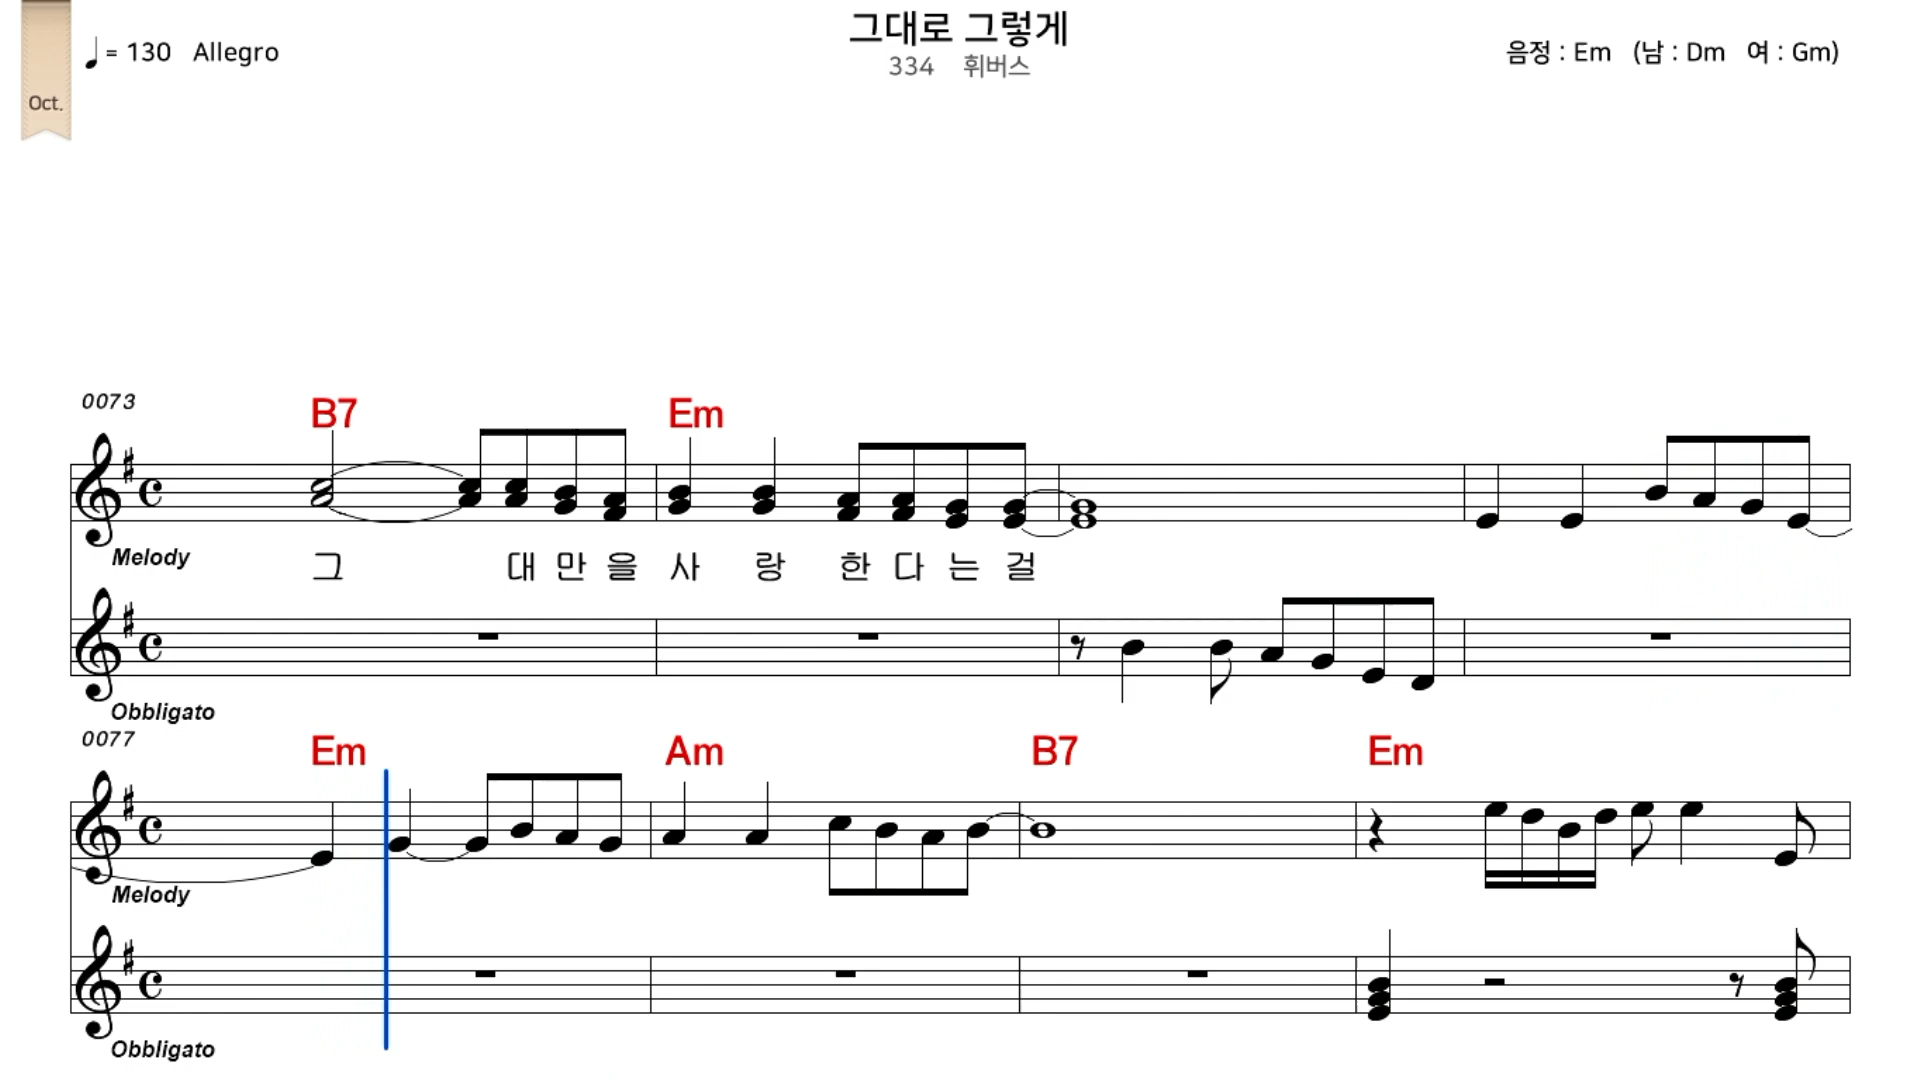 그대로 그렇게
♩= 130 Allegro
334 휘버스
음정 : Em (남 : Dm 여 : Gm)
Oct.
0073
B7 Em
Melody
그 대 만 을 사 랑 한 다 는 걸
Obbligato
0077
Em Am B7 Em
Melody
Obbligato